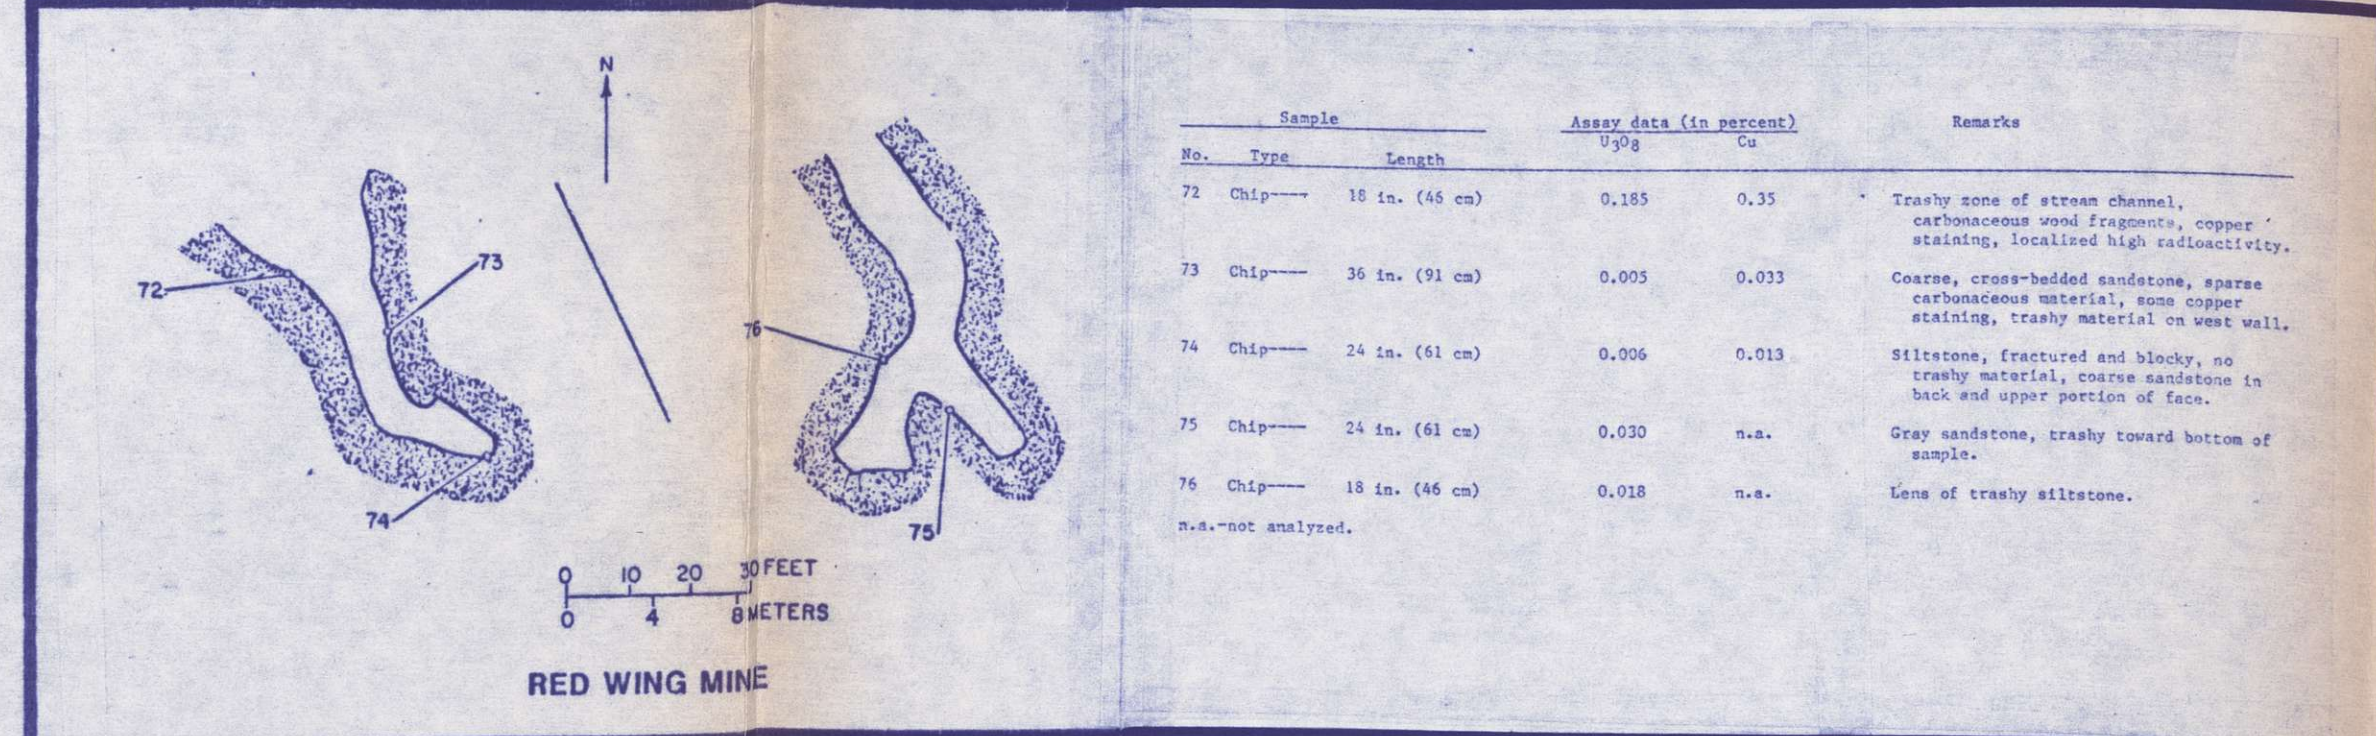 N
72
73
74
76
75
0 10 20 30 FEET
0 4 8 METERS
RED WING MINE
Sample Assay data (in percent) Remarks
No. Type Length U3O8 Cu
72 Chip---- 18 in. (46 cm) 0.185 0.35 Trashy zone of stream channel,
carbonaceous wood fragments, copper
staining, localized high radioactivity.
73 Chip---- 36 in. (91 cm) 0.005 0.033 Coarse, cross-bedded sandstone, sparse
carbonaceous material, some copper
staining, trashy material on west wall.
74 Chip---- 24 in. (61 cm) 0.006 0.013 Siltstone, fractured and blocky, no
trashy material, coarse sandstone in
back and upper portion of face.
75 Chip---- 24 in. (61 cm) 0.030 n.a. Gray sandstone, trashy toward bottom of
sample.
76 Chip---- 18 in. (46 cm) 0.018 n.a. Lens of trashy siltstone.
n.a.-not analyzed.